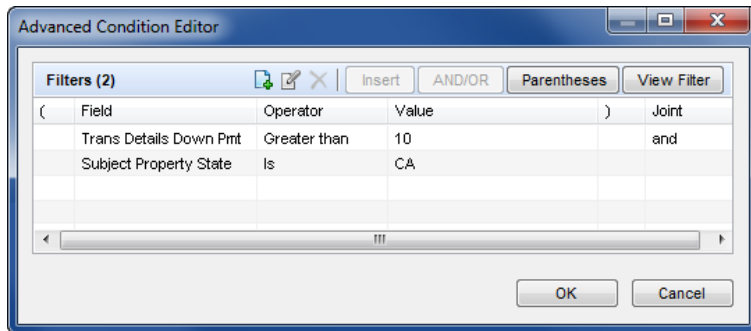 Advanced Condition Editor
Filters (2) Insert AND/OR Parentheses View Filter
( Field Operator Value ) Joint
Trans Details Down Pmt Greater than 10 and
Subject Property State Is CA
OK Cancel